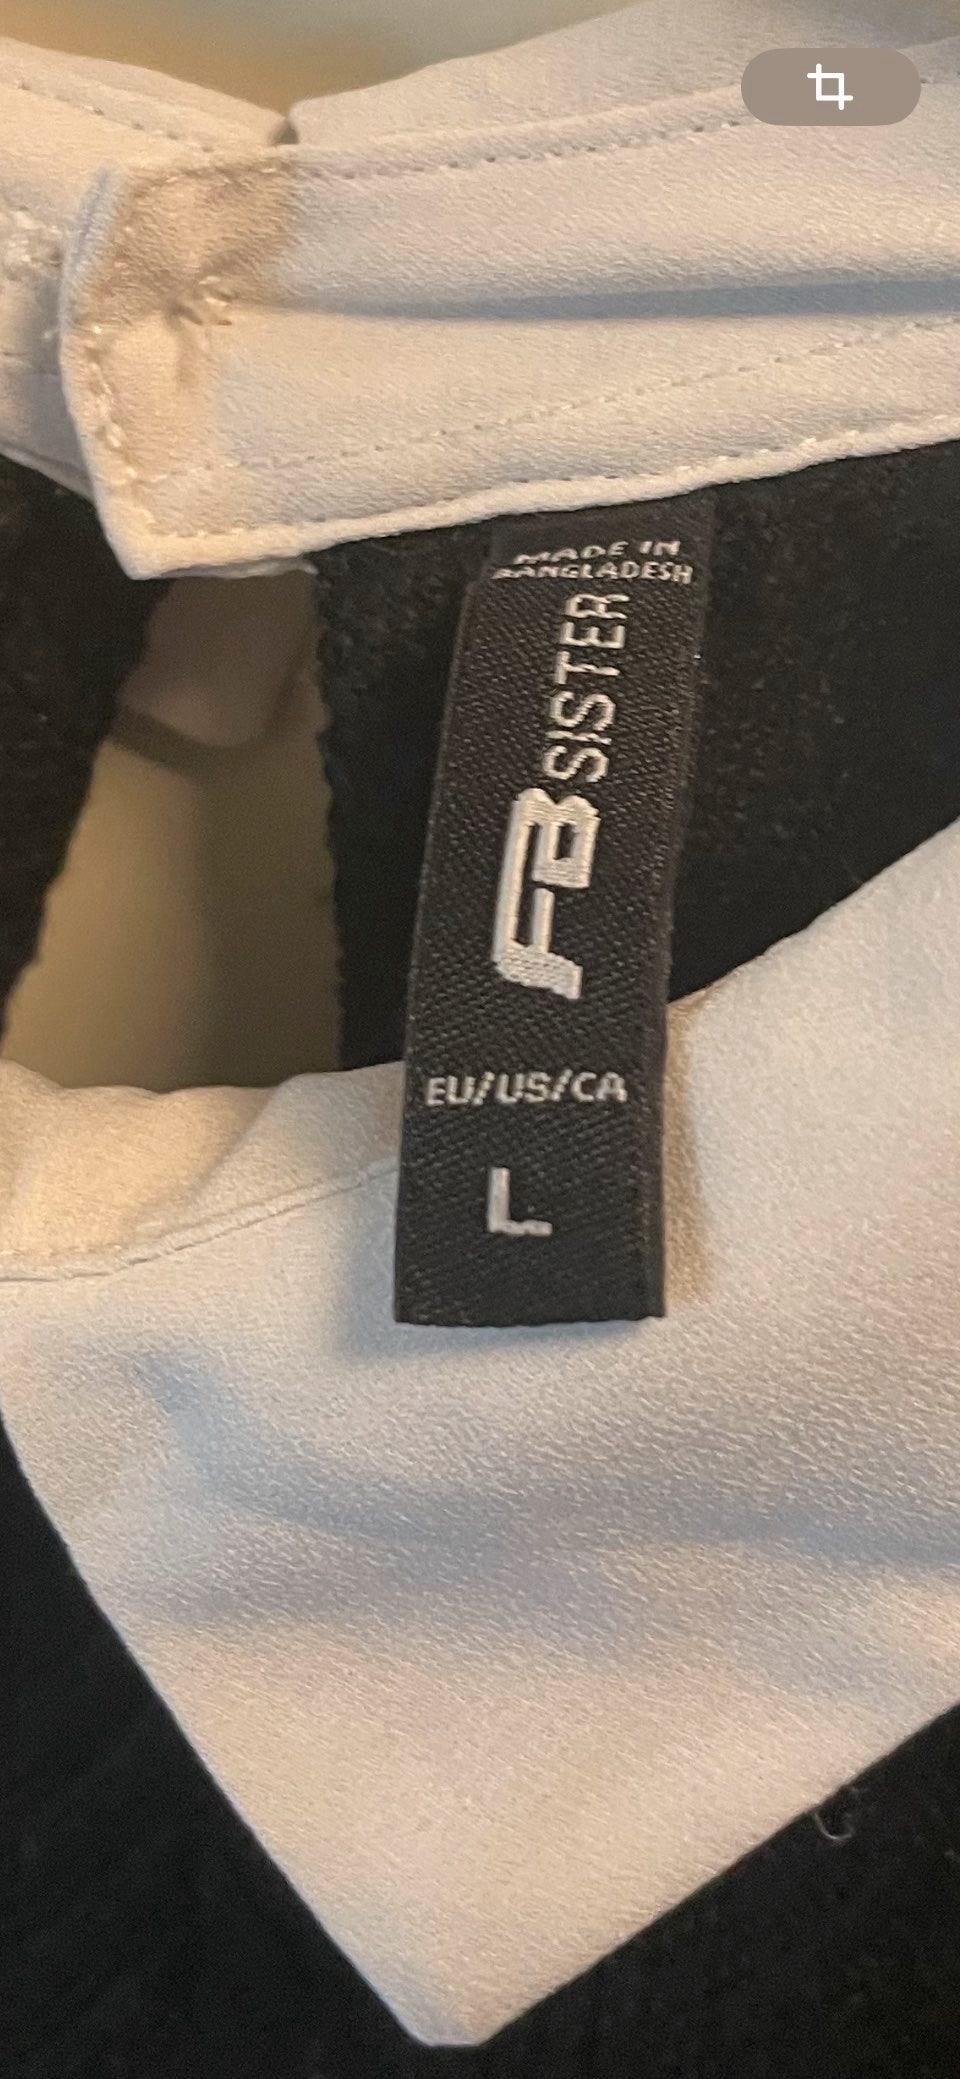 MADE IN
BANGLADESH
FB SISTER
EU/US/CA
L